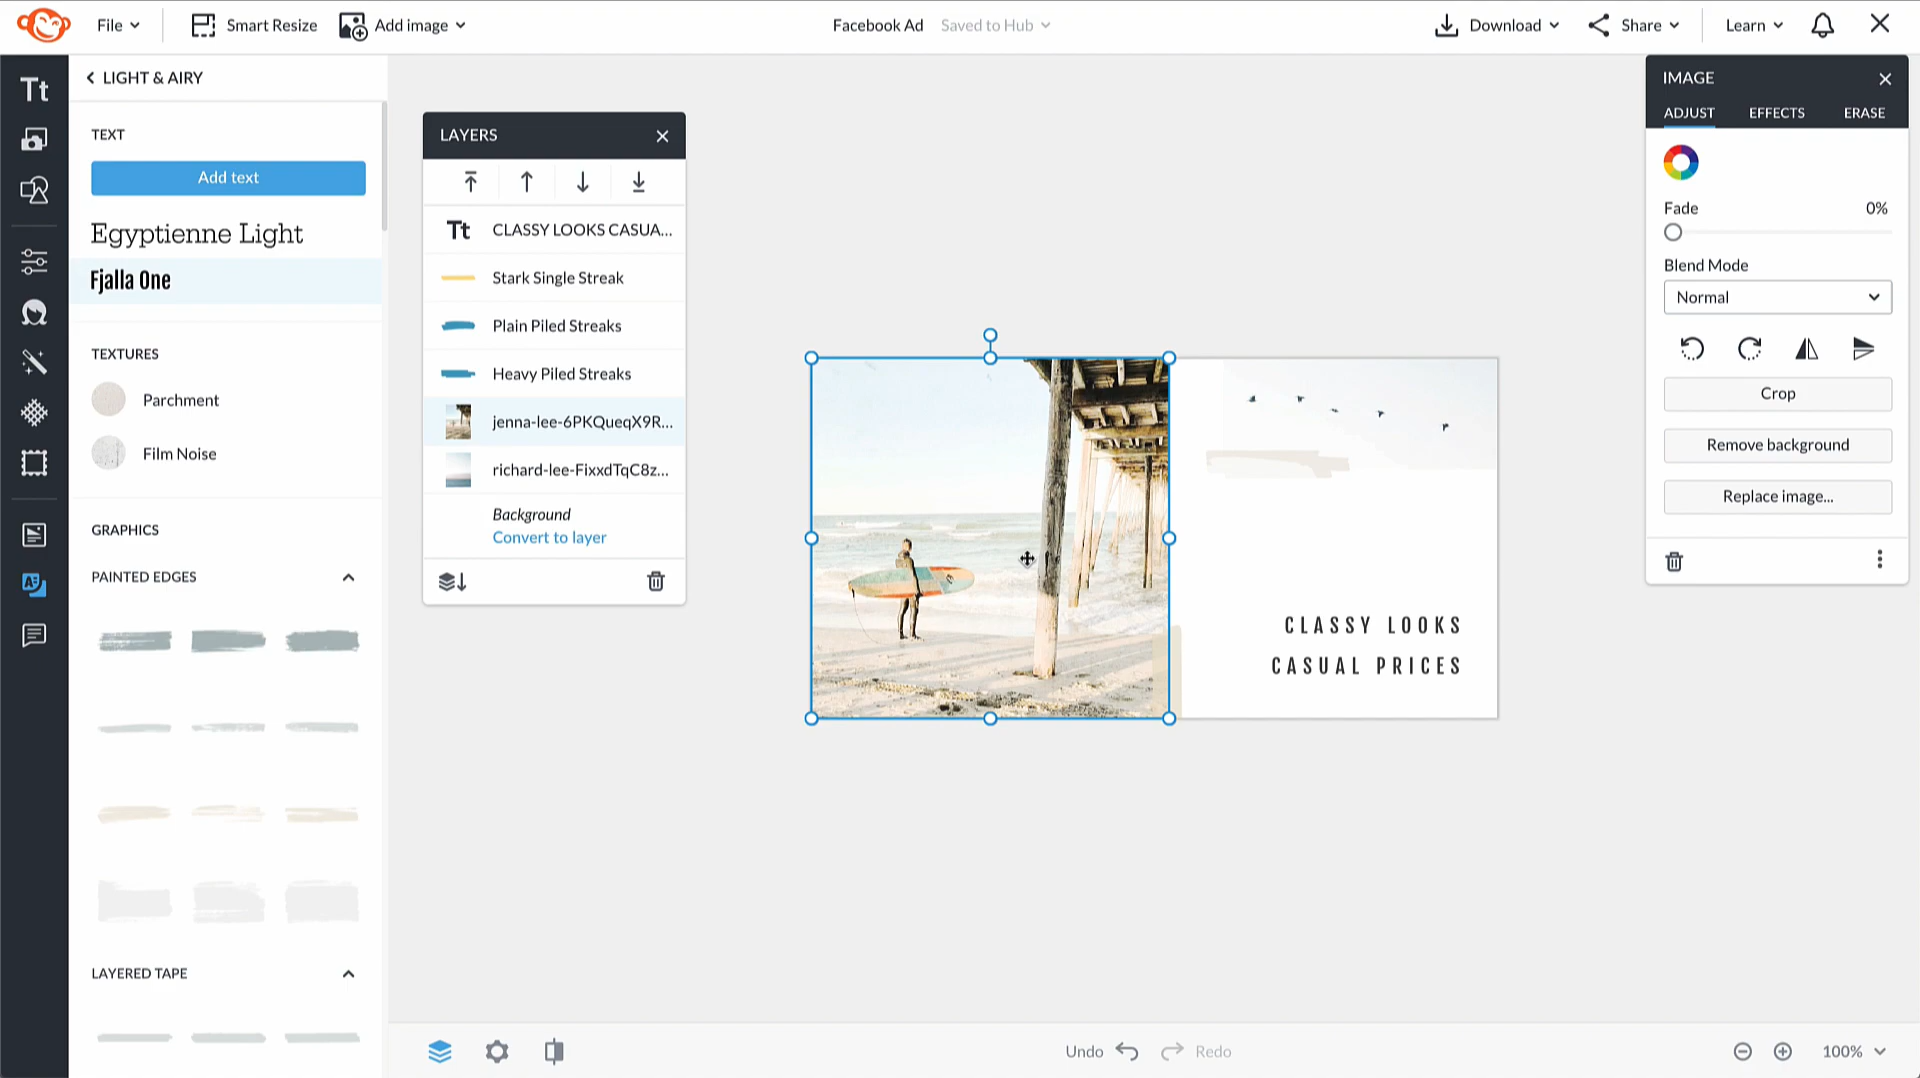 File
Smart Resize
Add image
Facebook Ad
Saved to Hub
Download
Share
Learn
LIGHT & AIRY
TEXT
Add text
Egyptienne Light
Fjalla One
TEXTURES
Parchment
Film Noise
GRAPHICS
PAINTED EDGES
LAYERED TAPE
LAYERS
Tt CLASSY LOOKS CASUA...
Stark Single Streak
Plain Piled Streaks
Heavy Piled Streaks
jenna-lee-6PKQueqX9R...
richard-lee-FixxdTqC8z...
Background
Convert to layer
CLASSY LOOKS
CASUAL PRICES
IMAGE
ADJUST EFFECTS ERASE
Fade 0%
Blend Mode
Normal
Crop
Remove background
Replace image...
Undo
Redo
100%
Tt